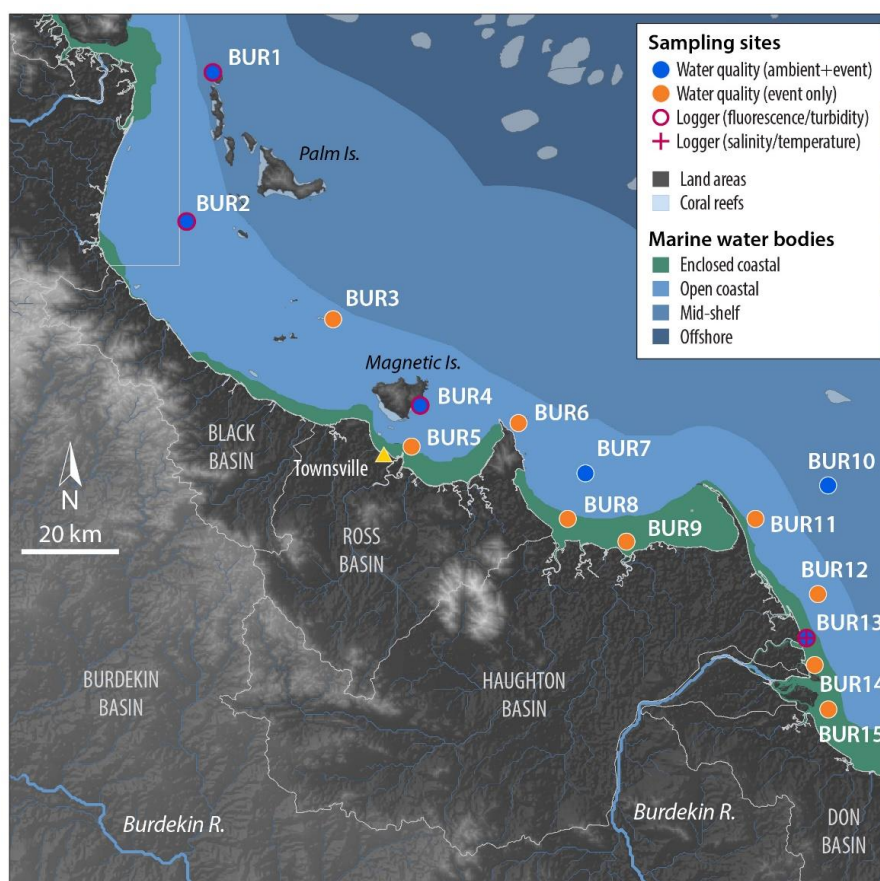 BUR1
Palm Is.
BUR2
BUR3
Magnetic Is.
BUR4
BUR5
BUR6
BUR7
BUR8
BUR9
BUR10
BUR11
BUR12
BUR13
BUR14
BUR15
Townsville
BLACK
BASIN
ROSS
BASIN
BURDEKIN
BASIN
HAUGHTON
BASIN
DON
BASIN
Burdekin R.
Burdekin R.
N
20 km
Sampling sites
Water quality (ambient+event)
Water quality (event only)
Logger (fluorescence/turbidity)
Logger (salinity/temperature)
Land areas
Coral reefs
Marine water bodies
Enclosed coastal
Open coastal
Mid-shelf
Offshore